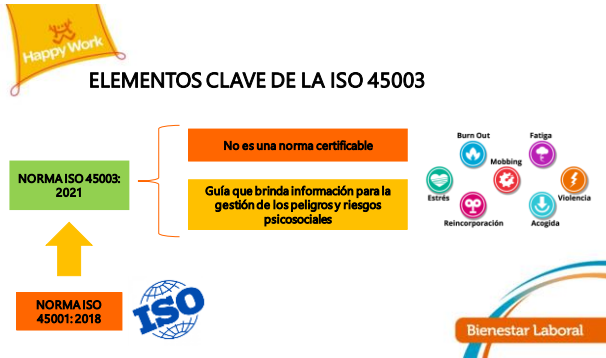 Happy Work
ELEMENTOS CLAVE DE LA ISO 45003
No es una norma certificable
NORMA ISO 45003:
2021
Guía que brinda información para la
gestión de los peligros y riesgos
psicosociales
Burn Out
Fatiga
Mobbing
Estrés
Violencia
Reincorporación
Acogida
NORMA ISO
45001: 2018
ISO
Bienestar Laboral